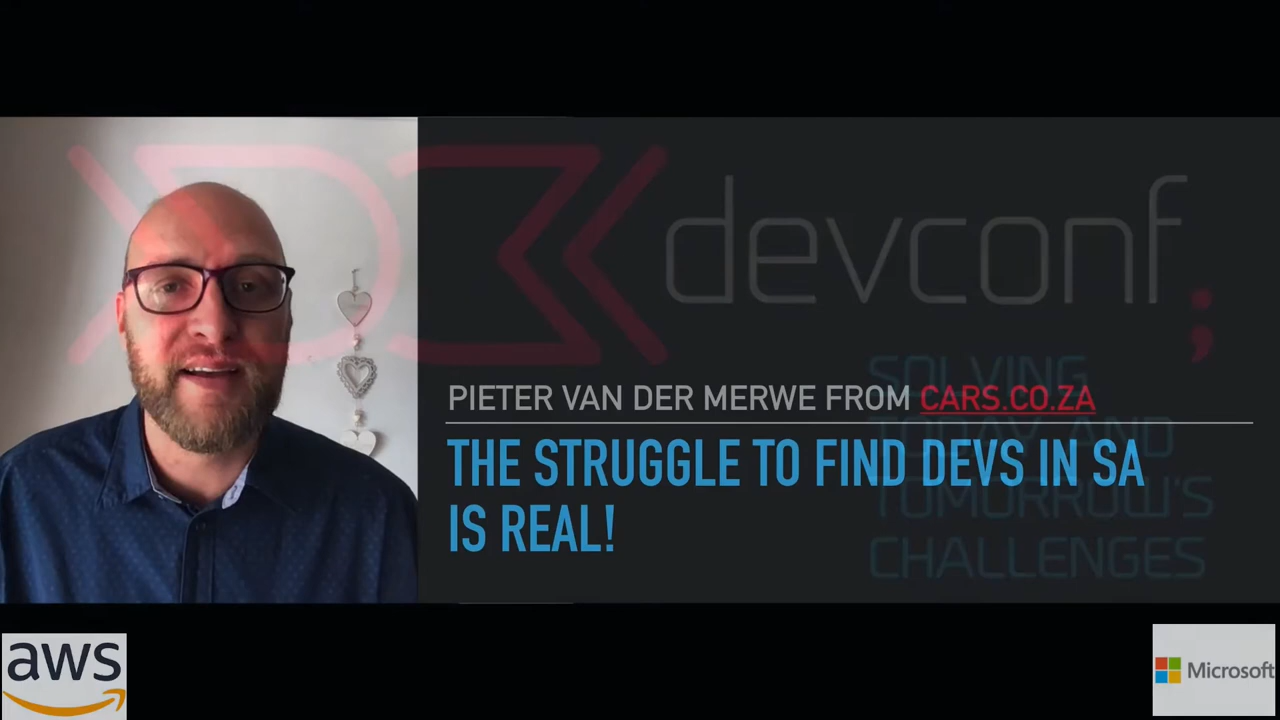 devconf;
SOLVING
TODAY AND
TOMORROW'S
CHALLENGES
PIETER VAN DER MERWE FROM CARS.CO.ZA
THE STRUGGLE TO FIND DEVS IN SA
IS REAL!
aws
Microsoft